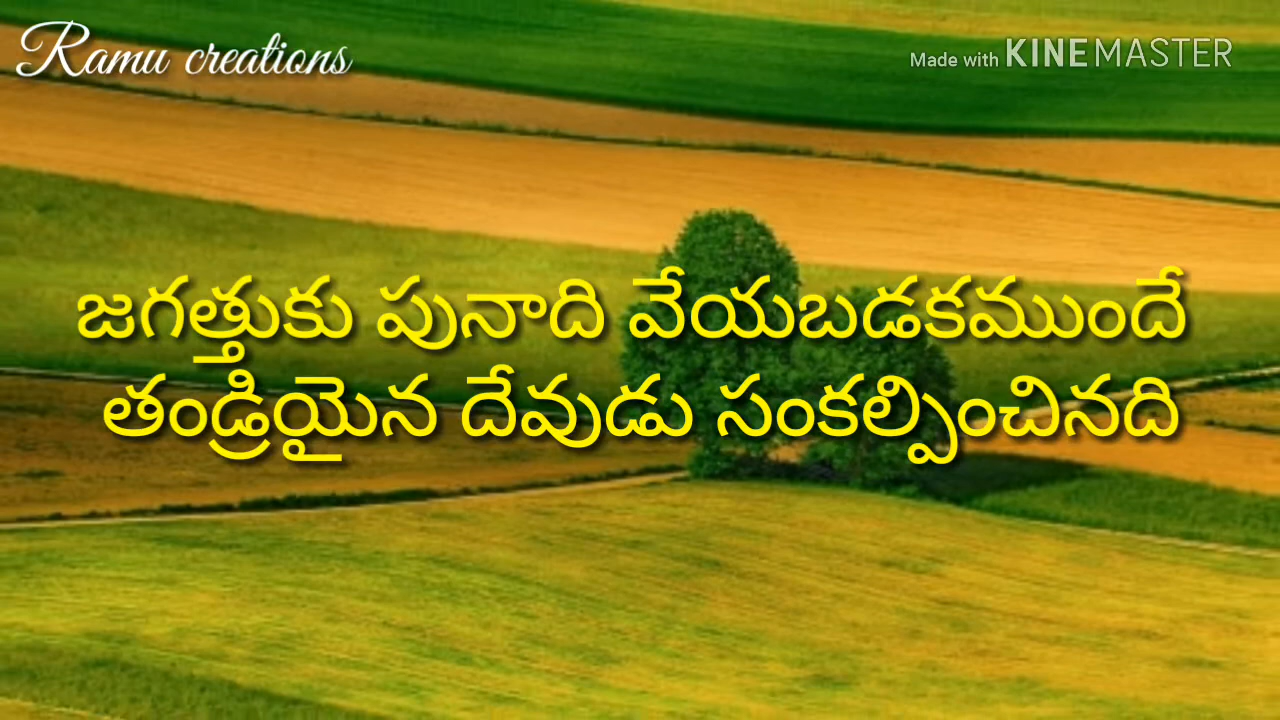 Ramu creations
Made with KINEMASTER
జగత్తుకు పునాది వేయబడకముందే
తండ్రియైన దేవుడు సంకల్పించినది